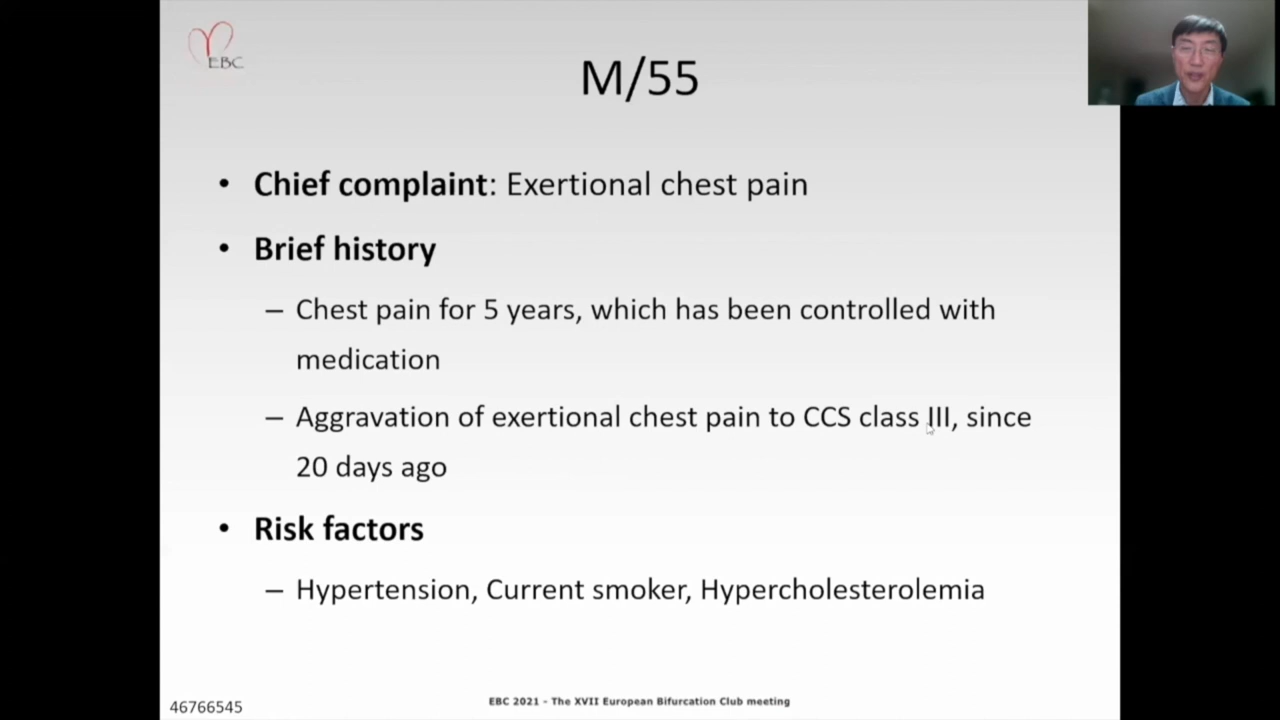 EBC
M/55
• Chief complaint: Exertional chest pain
• Brief history
– Chest pain for 5 years, which has been controlled with
medication
– Aggravation of exertional chest pain to CCS class III, since
20 days ago
• Risk factors
– Hypertension, Current smoker, Hypercholesterolemia
46766545
EBC 2021 - The XVII European Bifurcation Club meeting